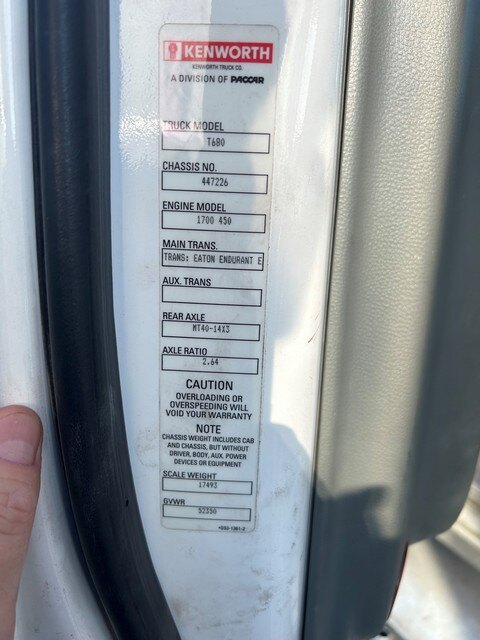 KENWORTH
KENWORTH TRUCK CO.
A DIVISION OF PACCAR
TRUCK MODEL
T680
CHASSIS NO.
447226
ENGINE MODEL
1700 450
MAIN TRANS.
TRANS: EATON ENDURANT E
AUX. TRANS
REAR AXLE
MT40-14X3
AXLE RATIO
2.64
CAUTION
OVERLOADING OR
OVERSPEEDING WILL
VOID YOUR WARRANTY
NOTE
CHASSIS WEIGHT INCLUDES CAB
AND CHASSIS, BUT WITHOUT
DRIVER, BODY, AUX. POWER
DEVICES OR EQUIPMENT
SCALE WEIGHT
17493
GVWR
52350